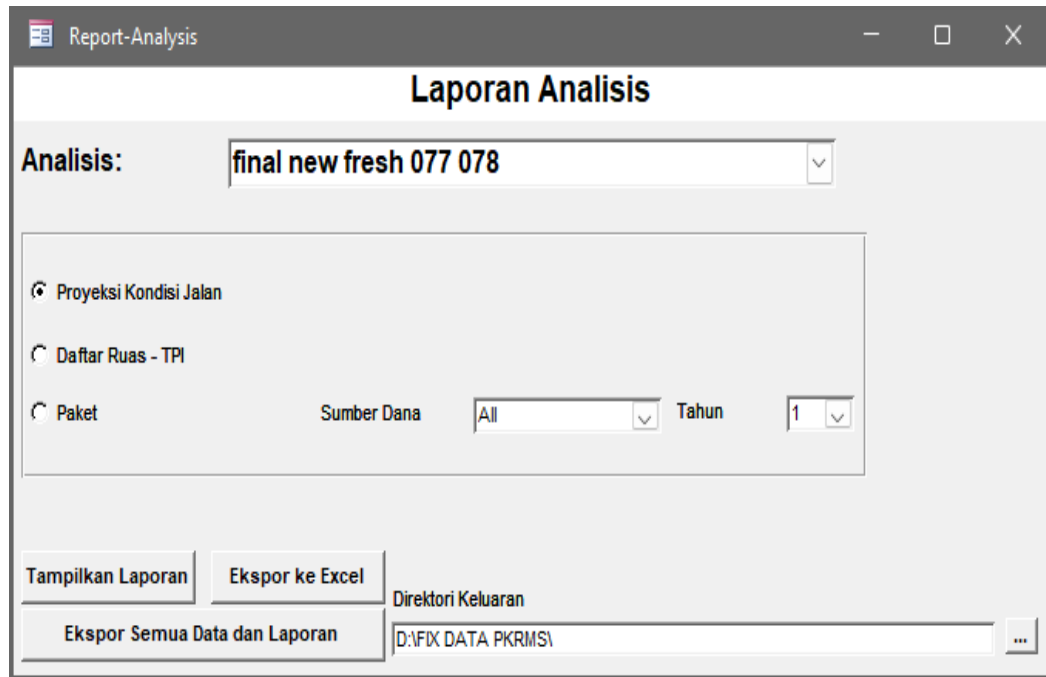 Report-Analysis
Laporan Analisis
Analisis: final new fresh 077 078
Proyeksi Kondisi Jalan
Daftar Ruas - TPI
Paket Sumber Dana All Tahun 1
Tampilkan Laporan Ekspor ke Excel
Direktori Keluaran
Ekspor Semua Data dan Laporan D:\FIX DATA PKRMS\ ...